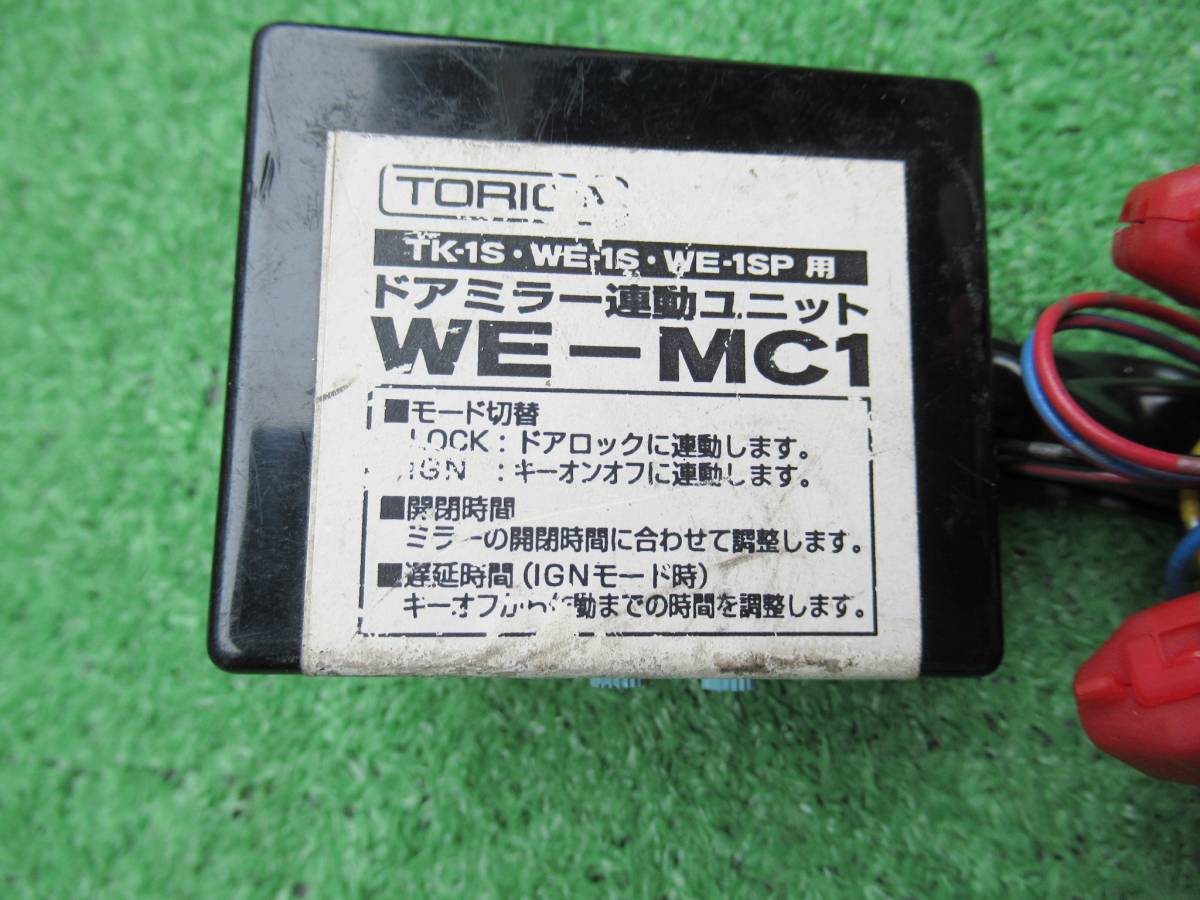 TK-1S・WE-1S・WE-1SP 用
ドアミラー連動ユニット
WE-MC1
■モード切替
LOCK:ドアロックに連動します。
IGN :キーオンオフに連動します。
■開閉時間
ミラーの開閉時間に合わせて調整します。
■遅延時間(IGNモード時)
キーオフから作動までの時間を調整します。